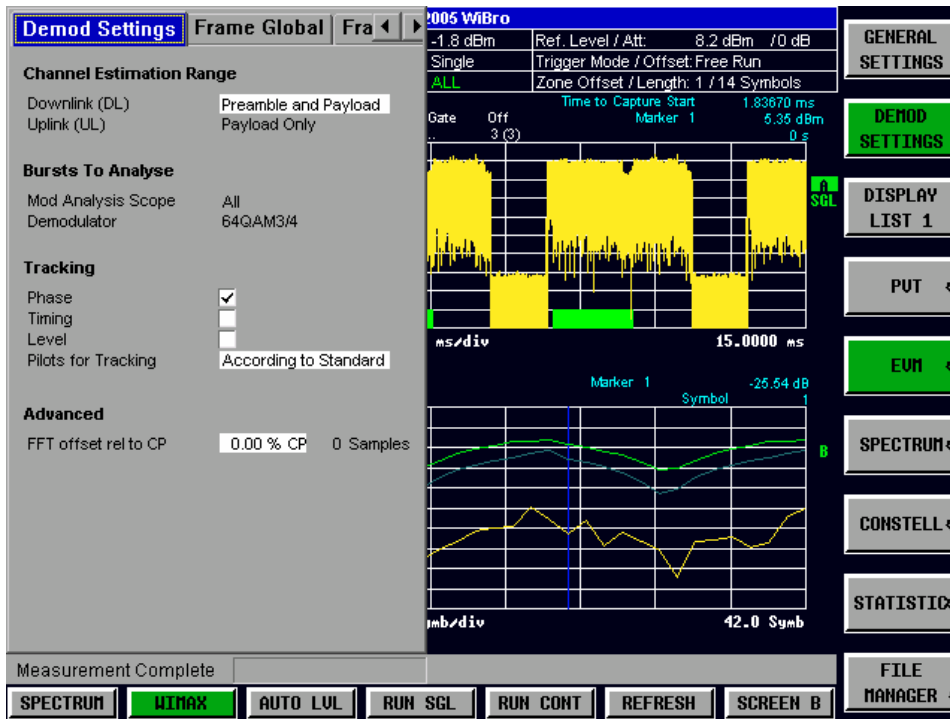 Demod Settings Frame Global Fra
Channel Estimation Range
Downlink (DL) Preamble and Payload
Uplink (UL) Payload Only
Bursts To Analyse
Mod Analysis Scope All
Demodulator 64QAM3/4
Tracking
Phase
Timing
Level
Pilots for Tracking According to Standard
Advanced
FFT offset rel to CP 0.00 % CP 0 Samples
2005 WiBro
-1.8 dBm Ref. Level / Att: 8.2 dBm / 0 dB
Single Trigger Mode / Offset: Free Run
ALL Zone Offset / Length: 1 / 14 Symbols
Time to Capture Start 1.83670 ms
Gate Off Marker 1 5.35 dBm
.. 3 (3) 0 s
A
SGL
ms/div 15.0000 ms
Marker 1 -25.54 dB
Symbol 1
B
ymb/div 42.0 Symb
GENERAL
SETTINGS
DEMOD
SETTINGS
DISPLAY
LIST 1
PVT
EVM
SPECTRUM
CONSTELL
STATISTIC
FILE
MANAGER
Measurement Complete
SPECTRUM WIMAX AUTO LVL RUN SGL RUN CONT REFRESH SCREEN B